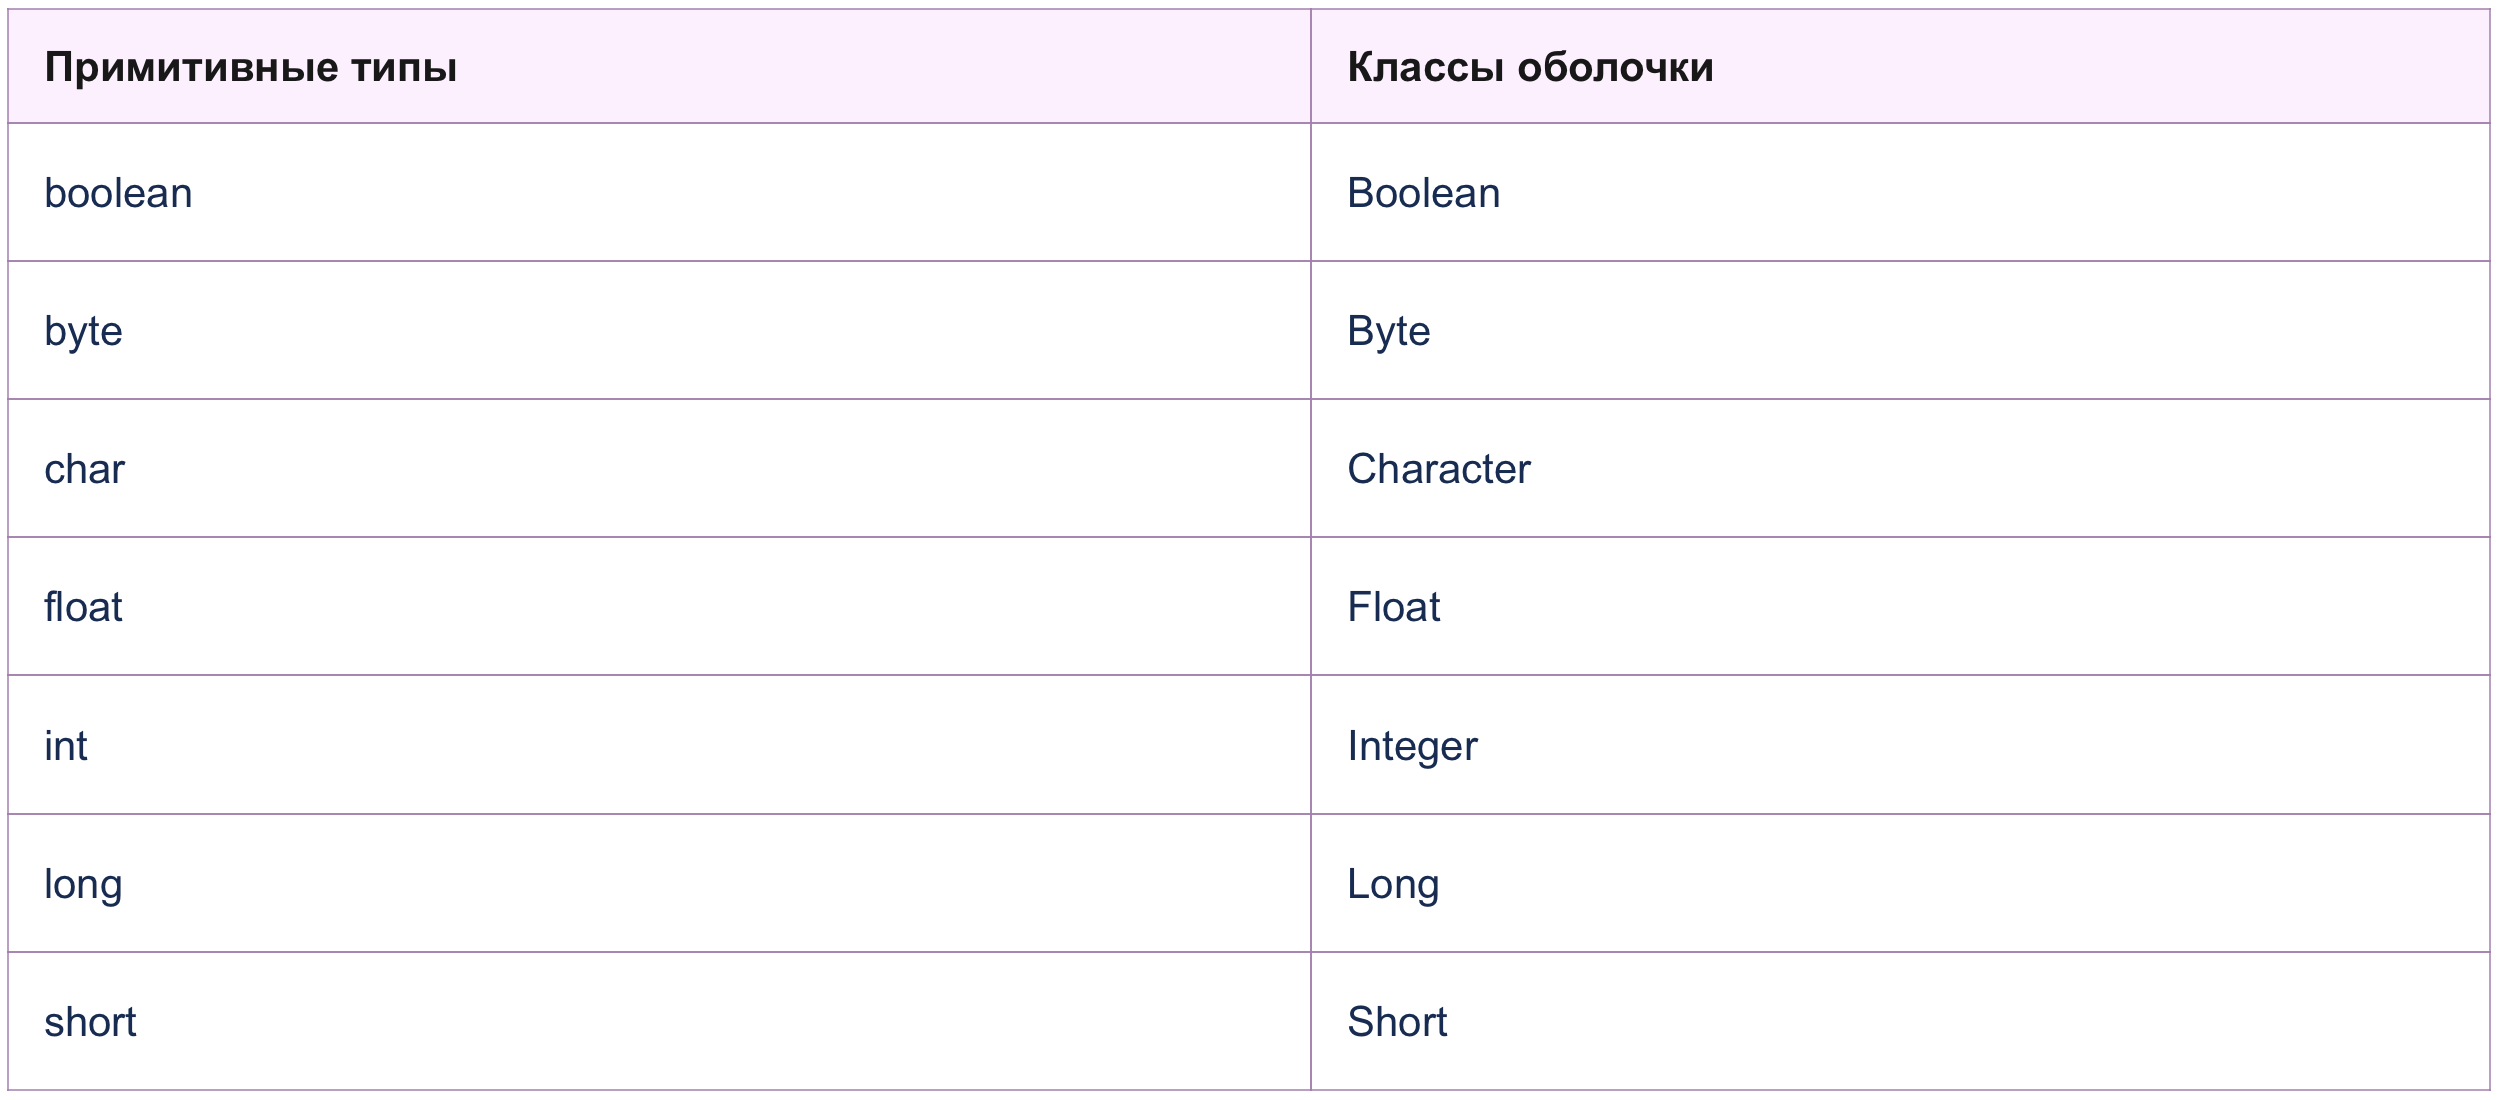 Примитивные типы Классы оболочки
boolean Boolean
byte Byte
char Character
float Float
int Integer
long Long
short Short